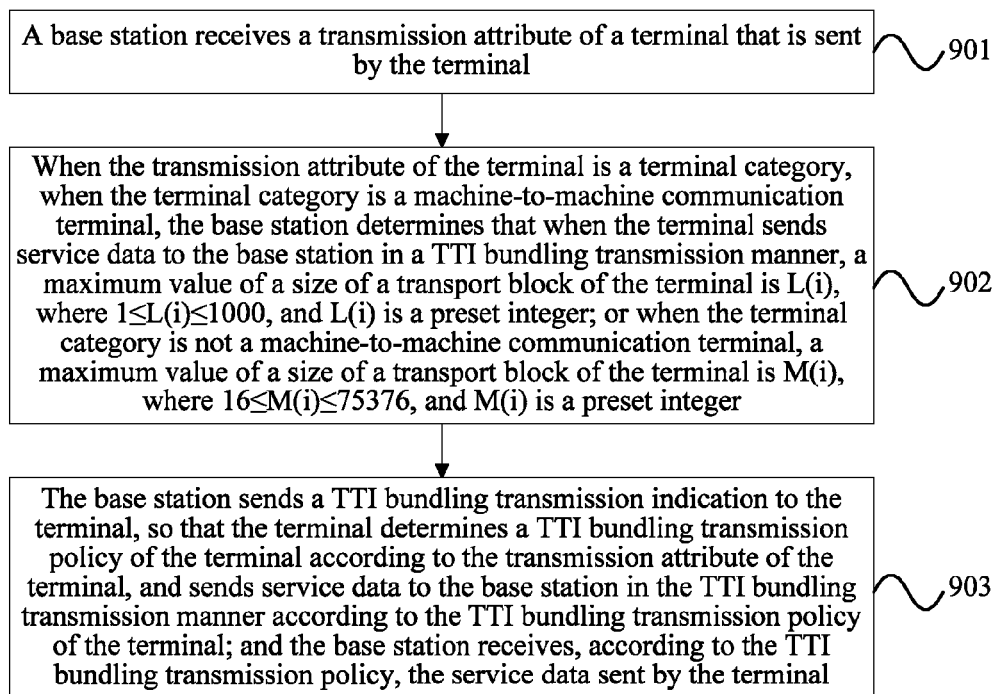 A base station receives a transmission attribute of a terminal that is sent
by the terminal
901
When the transmission attribute of the terminal is a terminal category,
when the terminal category is a machine-to-machine communication
terminal, the base station determines that when the terminal sends
service data to the base station in a TTI bundling transmission manner, a
maximum value of a size of a transport block of the terminal is L(i),
where 1≤L(i)≤1000, and L(i) is a preset integer; or when the terminal
category is not a machine-to-machine communication terminal, a
maximum value of a size of a transport block of the terminal is M(i),
where 16≤M(i)≤75376, and M(i) is a preset integer
902
The base station sends a TTI bundling transmission indication to the
terminal, so that the terminal determines a TTI bundling transmission
policy of the terminal according to the transmission attribute of the
terminal, and sends service data to the base station in the TTI bundling
transmission manner according to the TTI bundling transmission policy
of the terminal; and the base station receives, according to the TTI
bundling transmission policy, the service data sent by the terminal
903